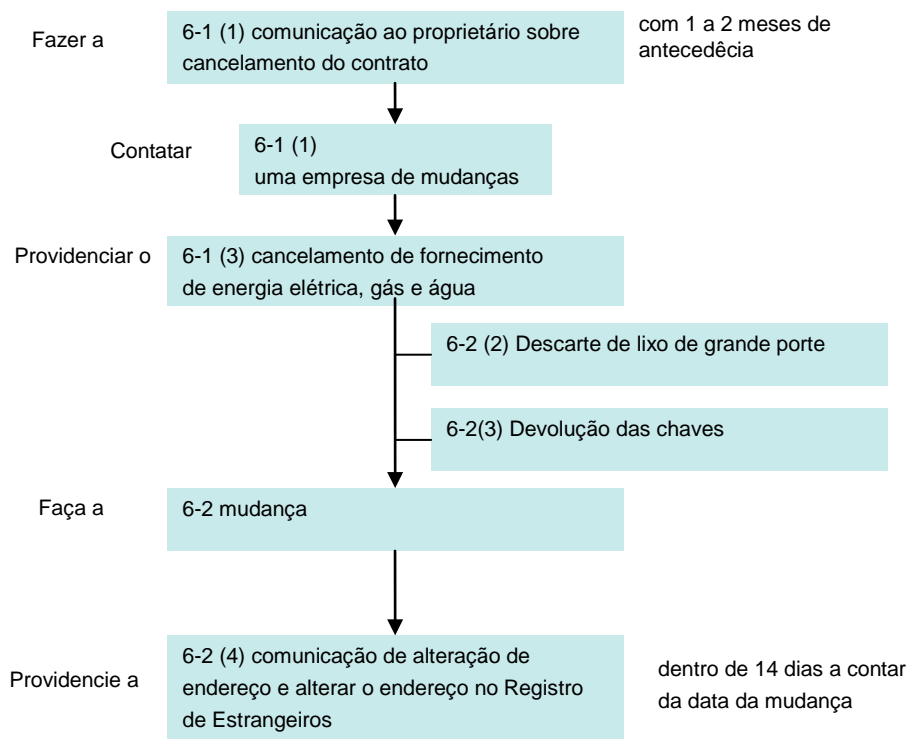 Fazer a
6-1 (1) comunicação ao proprietário sobre
cancelamento do contrato
com 1 a 2 meses de
antecedêcia
Contatar
6-1 (1)
uma empresa de mudanças
Providenciar o
6-1 (3) cancelamento de fornecimento
de energia elétrica, gás e água
6-2 (2) Descarte de lixo de grande porte
6-2(3) Devolução das chaves
Faça a
6-2 mudança
Providencie a
6-2 (4) comunicação de alteração de
endereço e alterar o endereço no Registro
de Estrangeiros
dentro de 14 dias a contar
da data da mudança